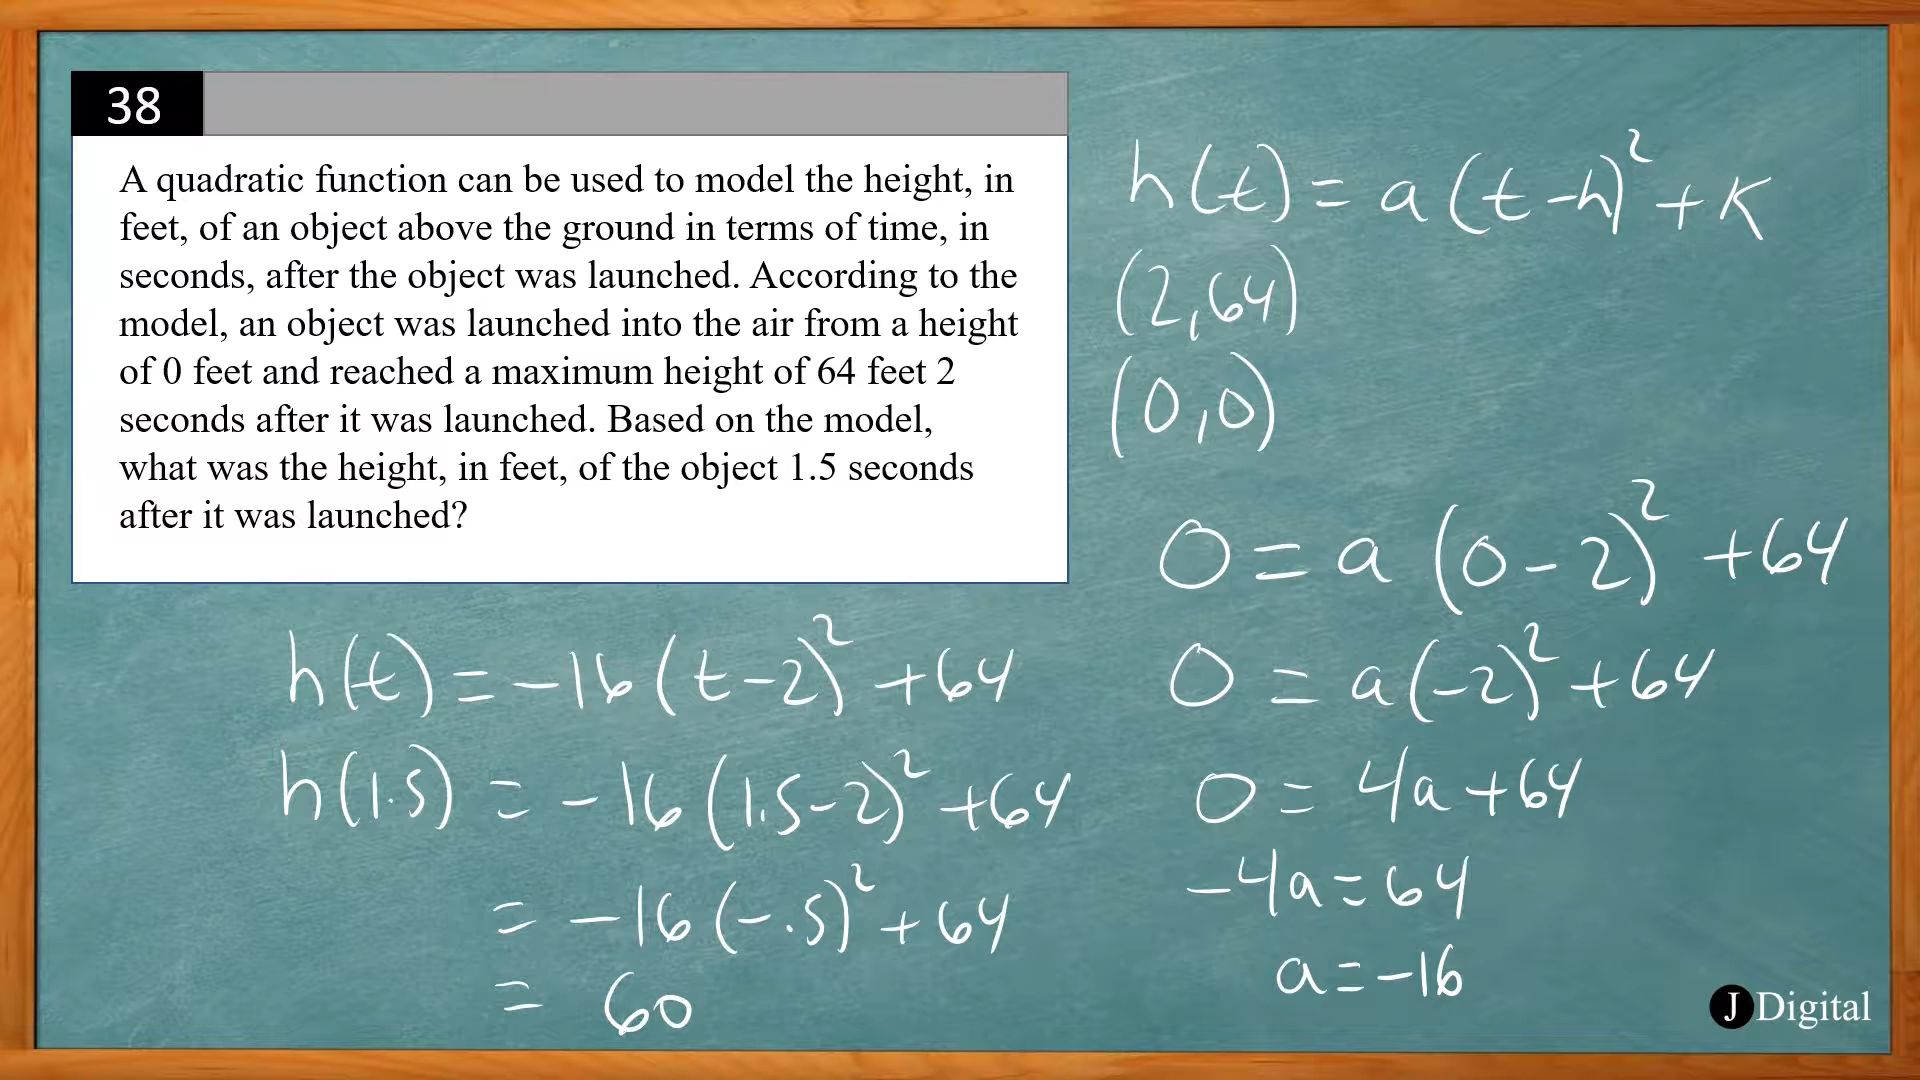 38
A quadratic function can be used to model the height, in
feet, of an object above the ground in terms of time, in
seconds, after the object was launched. According to the
model, an object was launched into the air from a height
of 0 feet and reached a maximum height of 64 feet 2
seconds after it was launched. Based on the model,
what was the height, in feet, of the object 1.5 seconds
after it was launched?
h(t) = a(t-h)² + k
(2,64)
(0,0)
0 = a(0-2)² + 64
0 = a(-2)² + 64
0 = 4a + 64
-4a = 64
a = -16
h(t) = -16(t-2)² + 64
h(1.5) = -16(1.5-2)² + 64
= -16(-.5)² + 64
= 60
J Digital